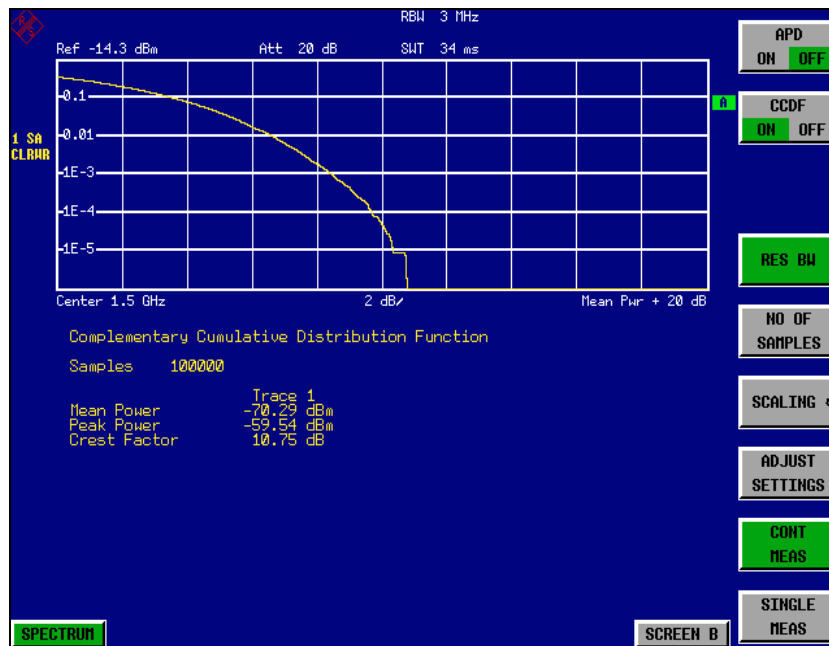 RBW 3 MHz
Ref -14.3 dBm Att 20 dB SWT 34 ms
0.1
A
1 SA
CLRWR
0.01
1E-3
1E-4
1E-5
Center 1.5 GHz 2 dB/ Mean Pwr + 20 dB
Complementary Cumulative Distribution Function
Samples 100000
Trace 1
Mean Power -70.29 dBm
Peak Power -59.54 dBm
Crest Factor 10.75 dB
APD
ON OFF
CCDF
ON OFF
RES BW
NO OF
SAMPLES
SCALING
ADJUST
SETTINGS
CONT
MEAS
SINGLE
MEAS
SPECTRUM
SCREEN B